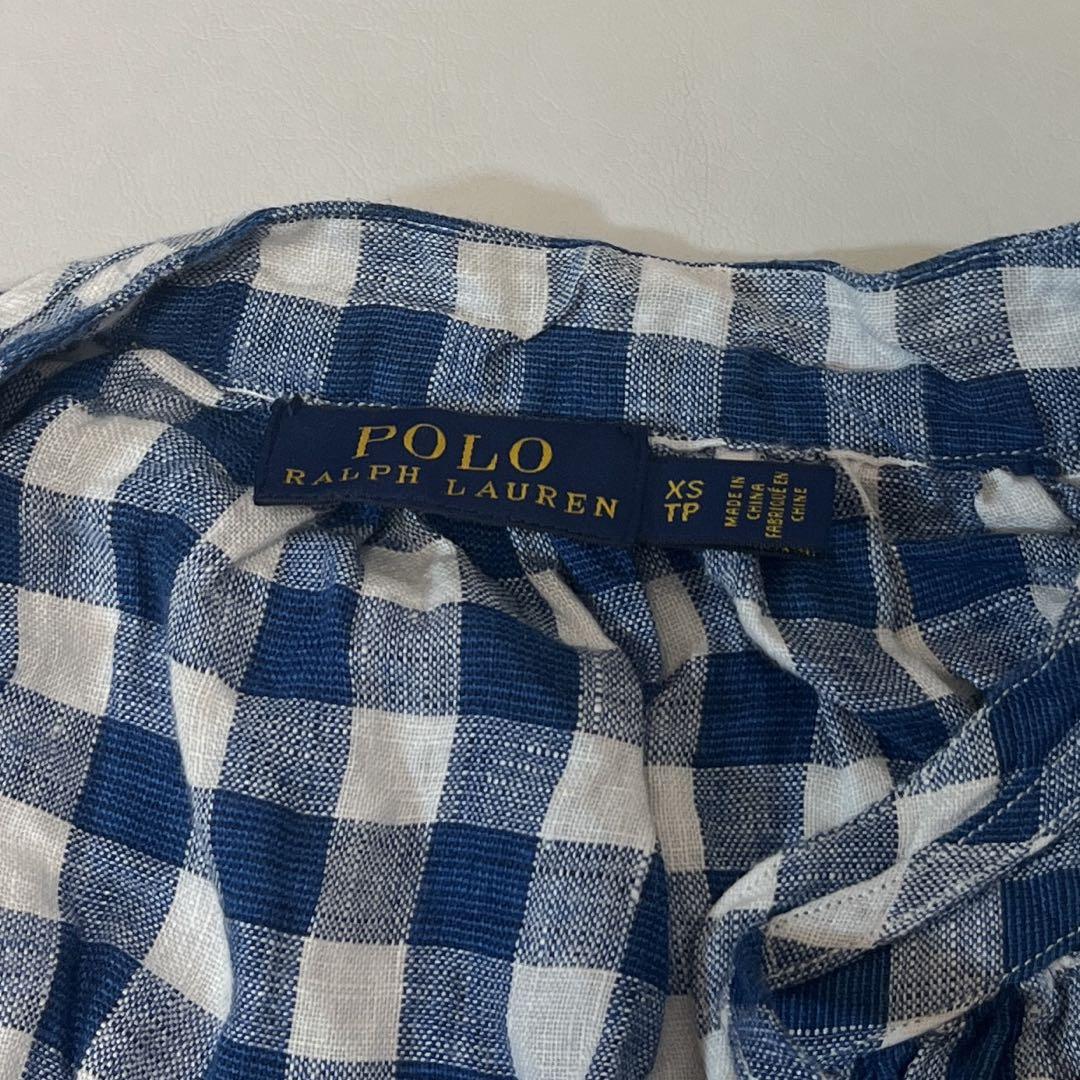 POLO
RALPH LAUREN
XS
TP
MADE IN
CHINA
FABRIQUÉ EN
CHINE